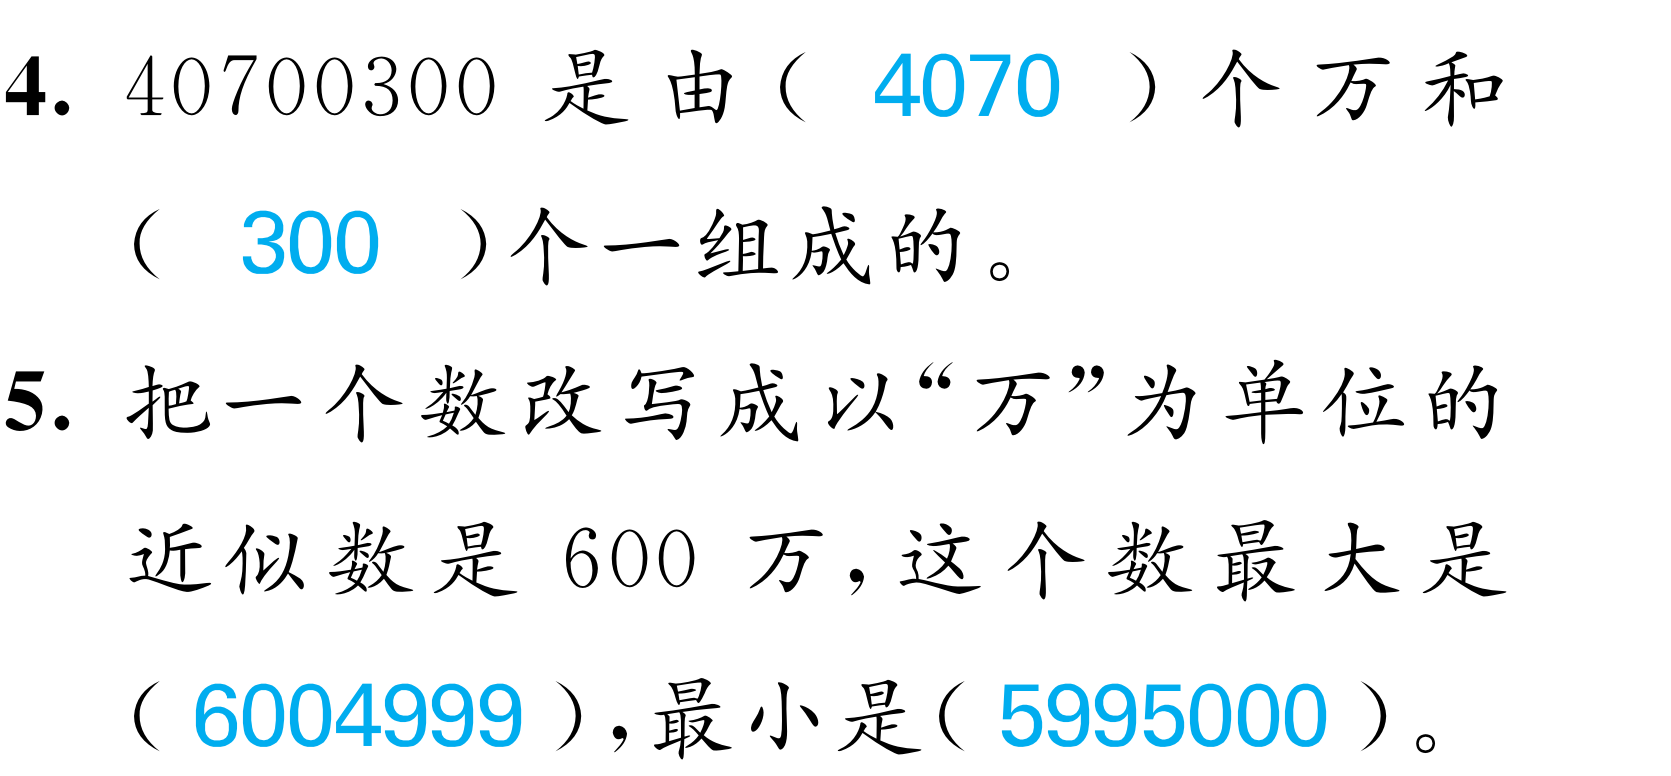 4. 40700300 是由( 4070 )个万和
( 300 )个一组成的。
5. 把一个数改写成以“万”为单位的
近似数是 600 万,这个数最大是
( 6004999 ),最小是( 5995000 )。